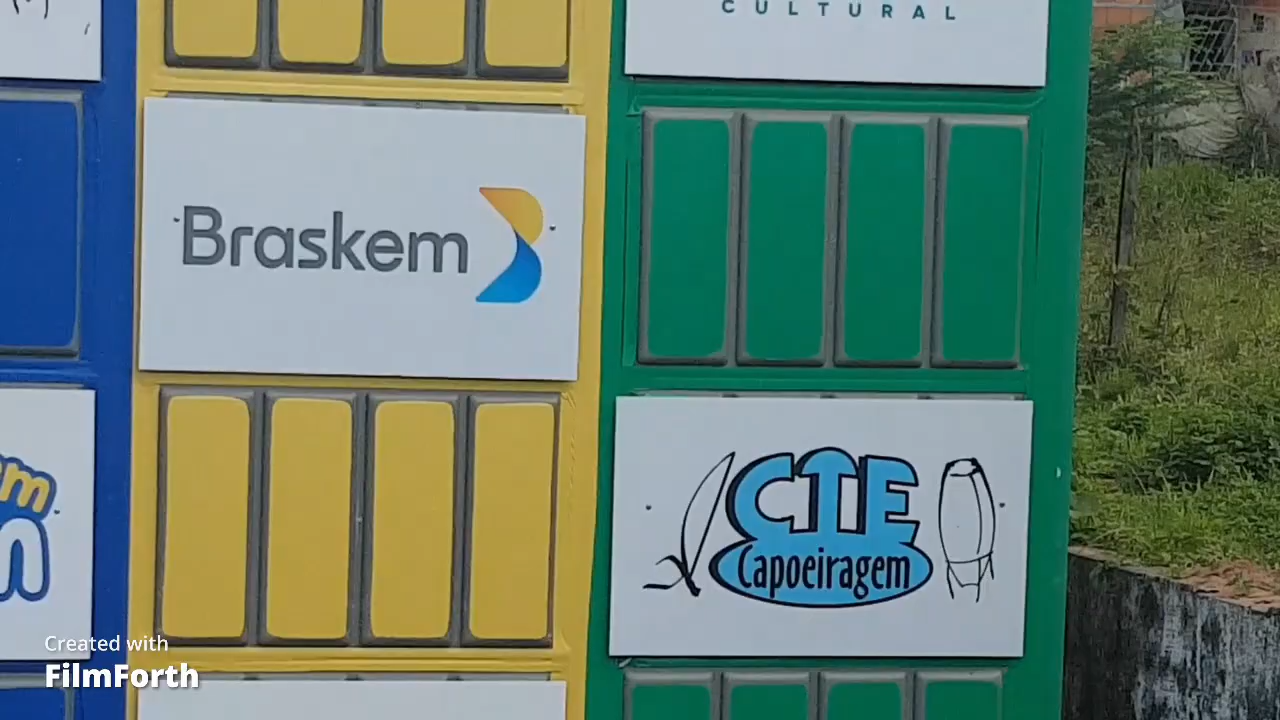 CULTURAL
Braskem
CTE
Capoeiragem
Created with
FilmForth